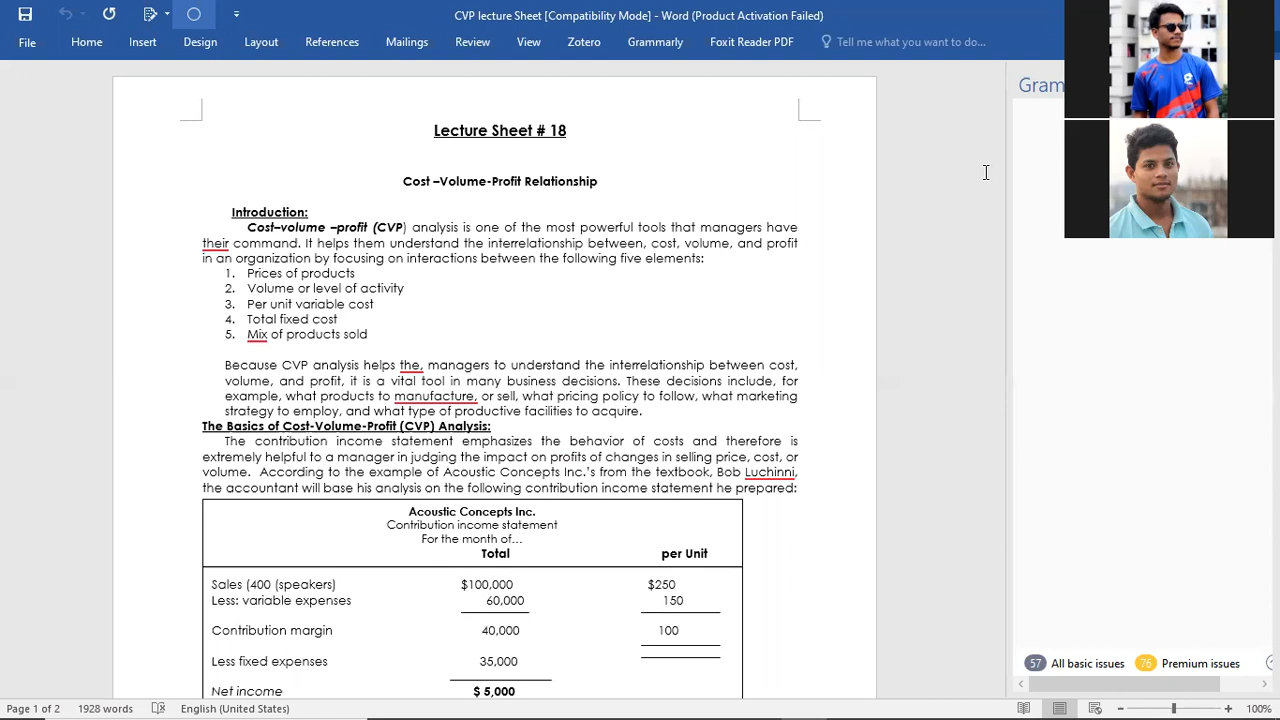 CVP lecture Sheet [Compatibility Mode] - Word (Product Activation Failed)
File Home Insert Design Layout References Mailings Review View Zotero Grammarly Foxit Reader PDF Tell me what you want to do...
Gram
Lecture Sheet # 18
Cost –Volume-Profit Relationship
Introduction:
Cost–volume –profit (CVP) analysis is one of the most powerful tools that managers have
their command. It helps them understand the interrelationship between, cost, volume, and profit
in an organization by focusing on interactions between the following five elements:
1. Prices of products
2. Volume or level of activity
3. Per unit variable cost
4. Total fixed cost
5. Mix of products sold
Because CVP analysis helps the, managers to understand the interrelationship between cost,
volume, and profit, it is a vital tool in many business decisions. These decisions include, for
example, what products to manufacture, or sell, what pricing policy to follow, what marketing
strategy to employ, and what type of productive facilities to acquire.
The Basics of Cost-Volume-Profit (CVP) Analysis:
The contribution income statement emphasizes the behavior of costs and therefore is
extremely helpful to a manager in judging the impact on profits of changes in selling price, cost, or
volume. According to the example of Acoustic Concepts Inc.'s from the textbook, Bob Luchinni,
the accountant will base his analysis on the following contribution income statement he prepared:
Acoustic Concepts Inc.
Contribution income statement
For the month of…
Total per Unit
Sales (400 (speakers) $100,000 $250
Less: variable expenses 60,000 150
Contribution margin 40,000 100
Less fixed expenses 35,000
Net income $ 5,000
57 All basic issues 76 Premium issues
Page 1 of 2 1928 words English (United States) 100%